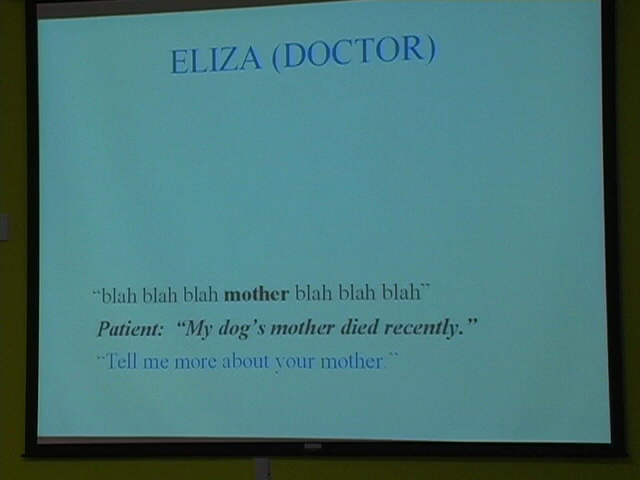 ELIZA (DOCTOR)
“blah blah blah mother blah blah blah”
Patient: “My dog’s mother died recently.”
“Tell me more about your mother.”